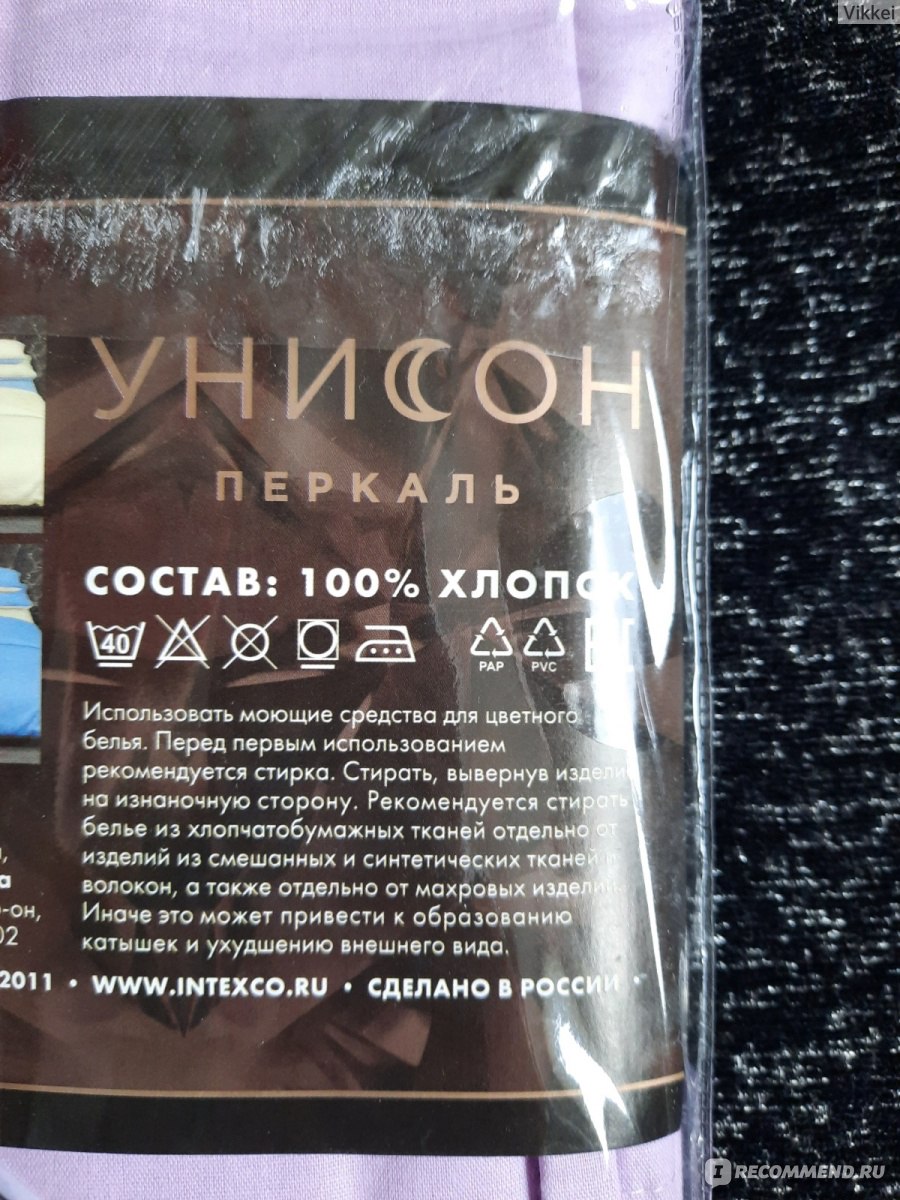 Vikkei
УНИСОН
ПЕРКАЛЬ
СОСТАВ: 100% ХЛОПОК
40
PAP PVC
Использовать моющие средства для цветного
белья. Перед первым использованием
рекомендуется стирка. Стирать, вывернув изделие
на изнаночную сторону. Рекомендуется стирать
белье из хлопчатобумажных тканей отдельно от
изделий из смешанных и синтетических тканей и
волокон, а также отдельно от махровых изделий.
Иначе это может привести к образованию
катышек и ухудшению внешнего вида.
2011 • WWW.INTEXCO.RU • СДЕЛАНО В РОССИИ •
IRECOMMEND.RU